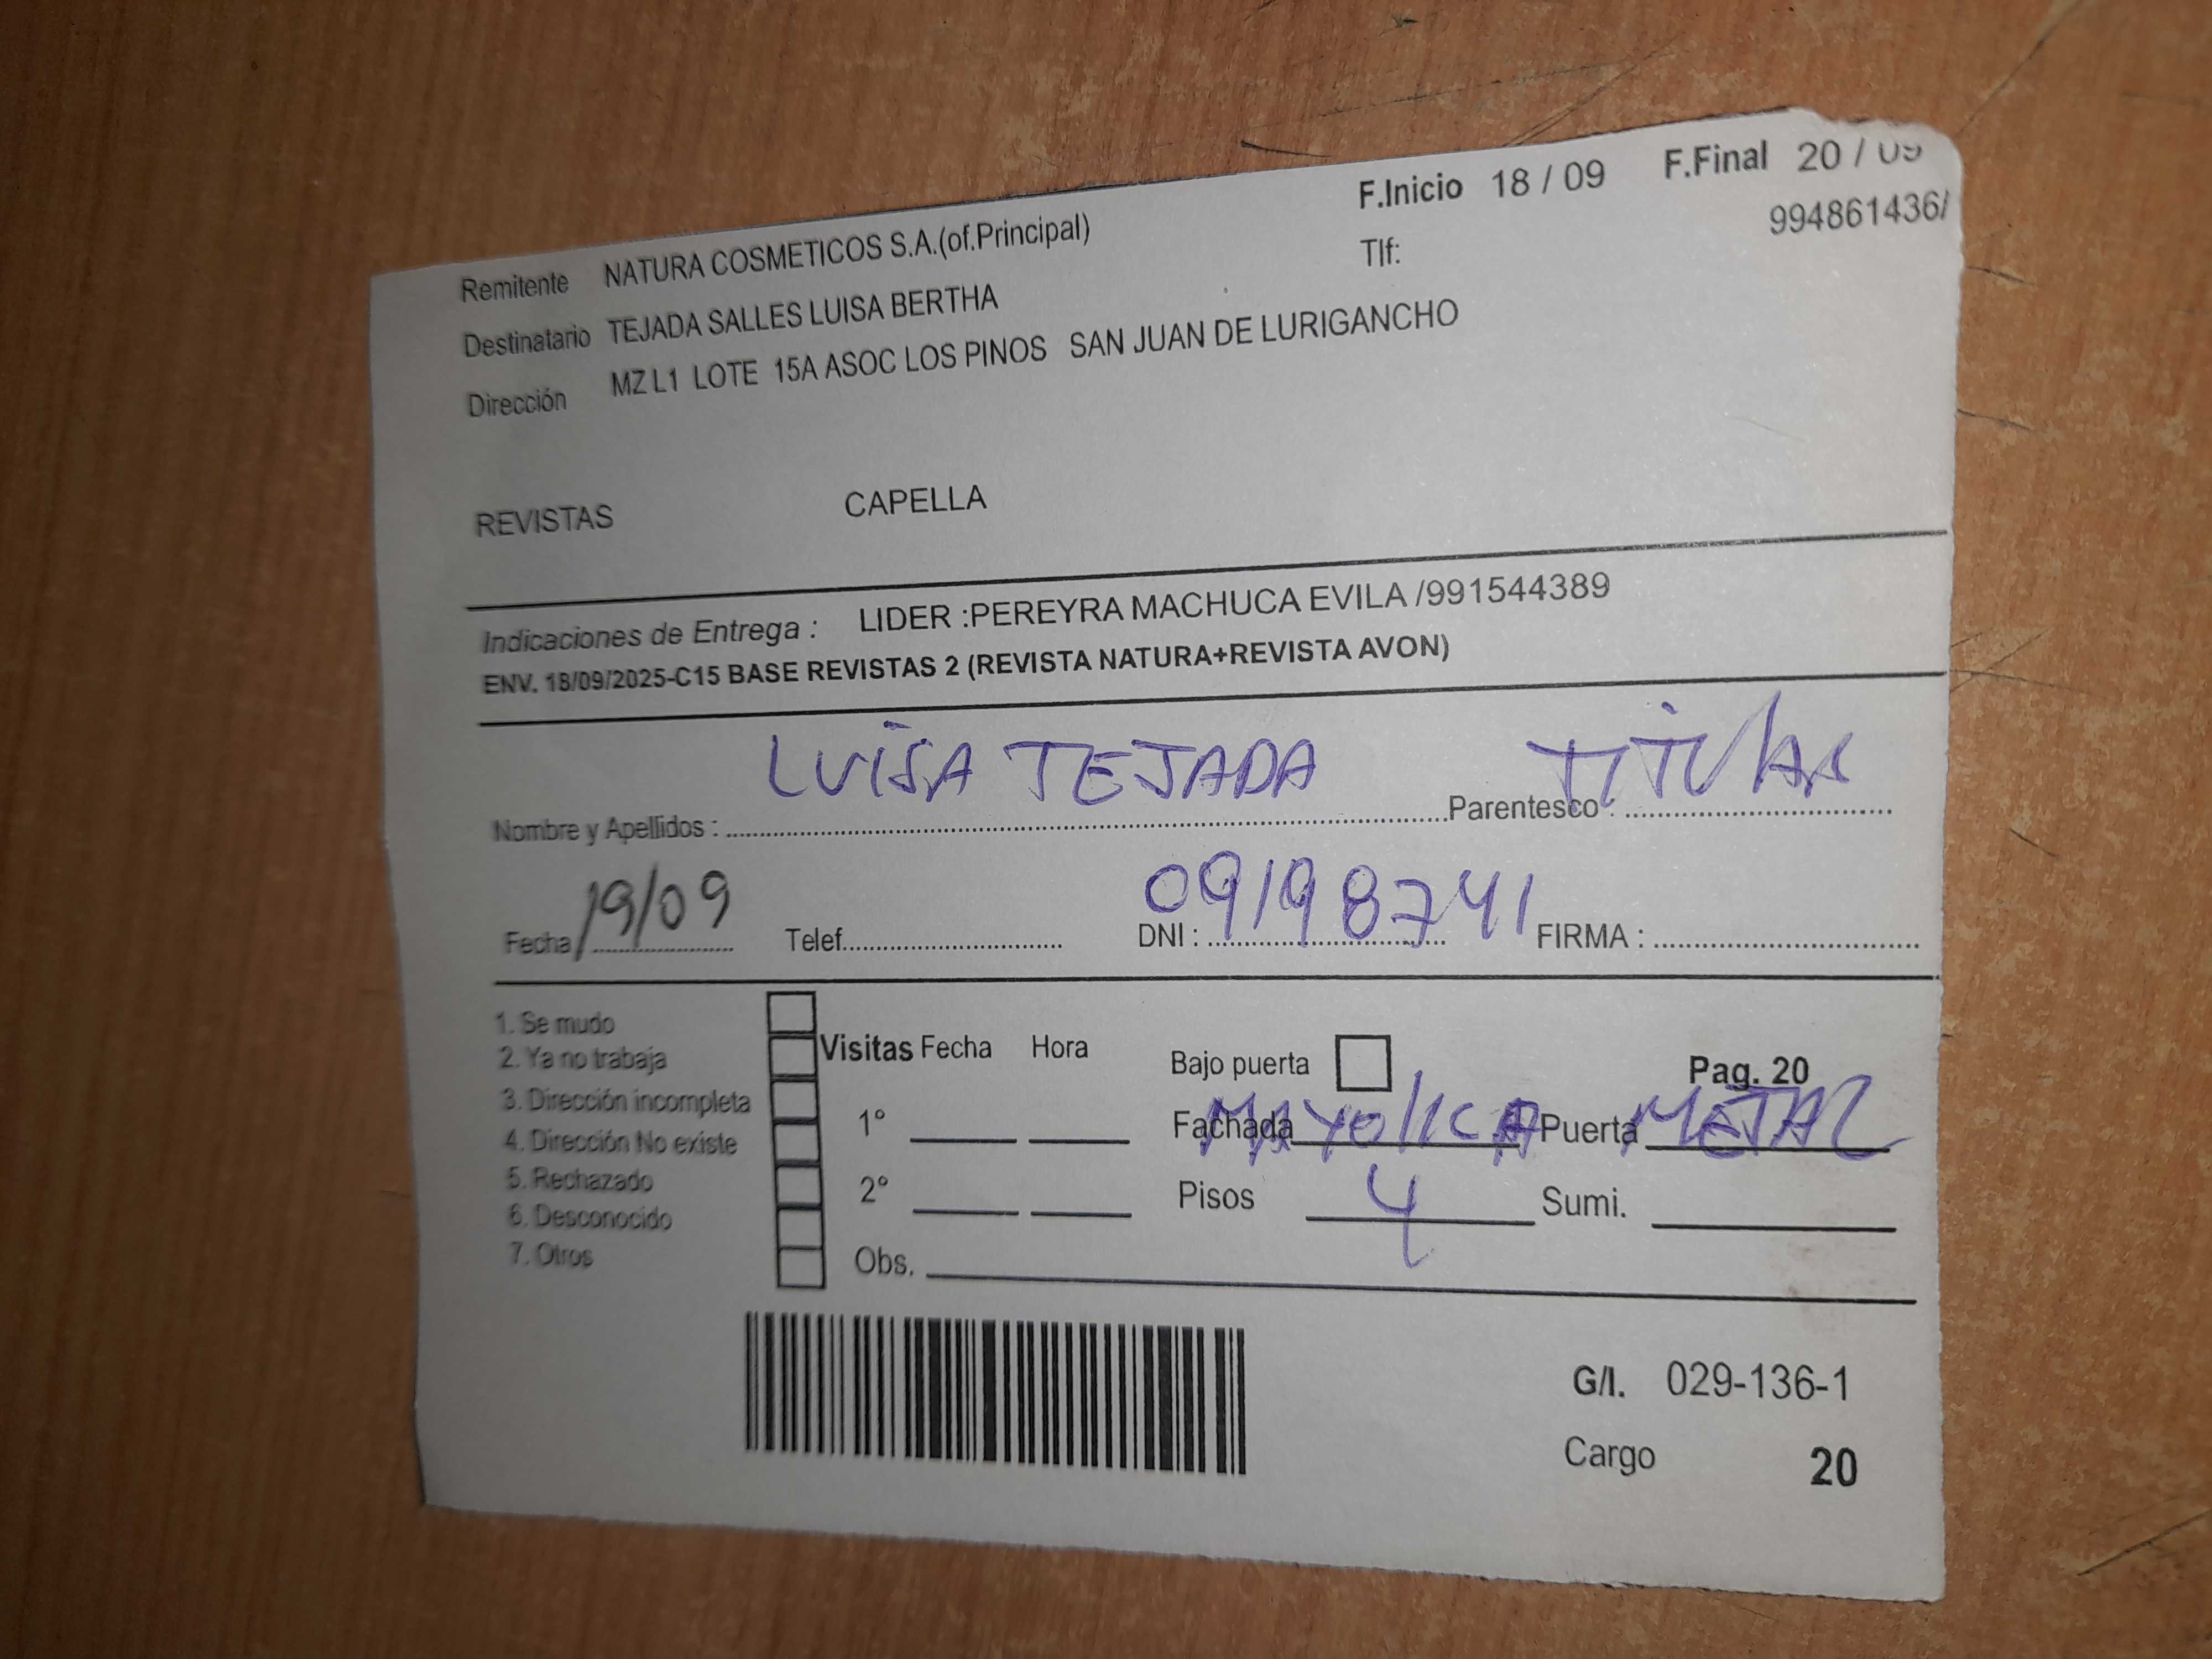 F.Inicio 18 / 09 F.Final 20 / 09
Remitente NATURA COSMETICOS S.A.(of.Principal) Tlf: 994861436/
Destinatario TEJADA SALLES LUISA BERTHA
Dirección MZ L1 LOTE 15A ASOC LOS PINOS SAN JUAN DE LURIGANCHO
REVISTAS CAPELLA
Indicaciones de Entrega : LIDER :PEREYRA MACHUCA EVILA /991544389
ENV. 18/09/2025-C15 BASE REVISTAS 2 (REVISTA NATURA+REVISTA AVON)
Nombre y Apellidos : LUISA TEJADA Parentesco : TITULAR
Fecha 19/09 Telef. DNI : 09198741 FIRMA :
1. Se mudo
2. Ya no trabaja
3. Dirección incompleta
4. Dirección No existe
5. Rechazado
6. Desconocido
7. Otros
Visitas Fecha Hora
1°
2°
Obs.
Bajo puerta Pag. 20
Fachada MAYOLICA Puerta METAL
Pisos 4 Sumi.
G/I. 029-136-1
Cargo 20